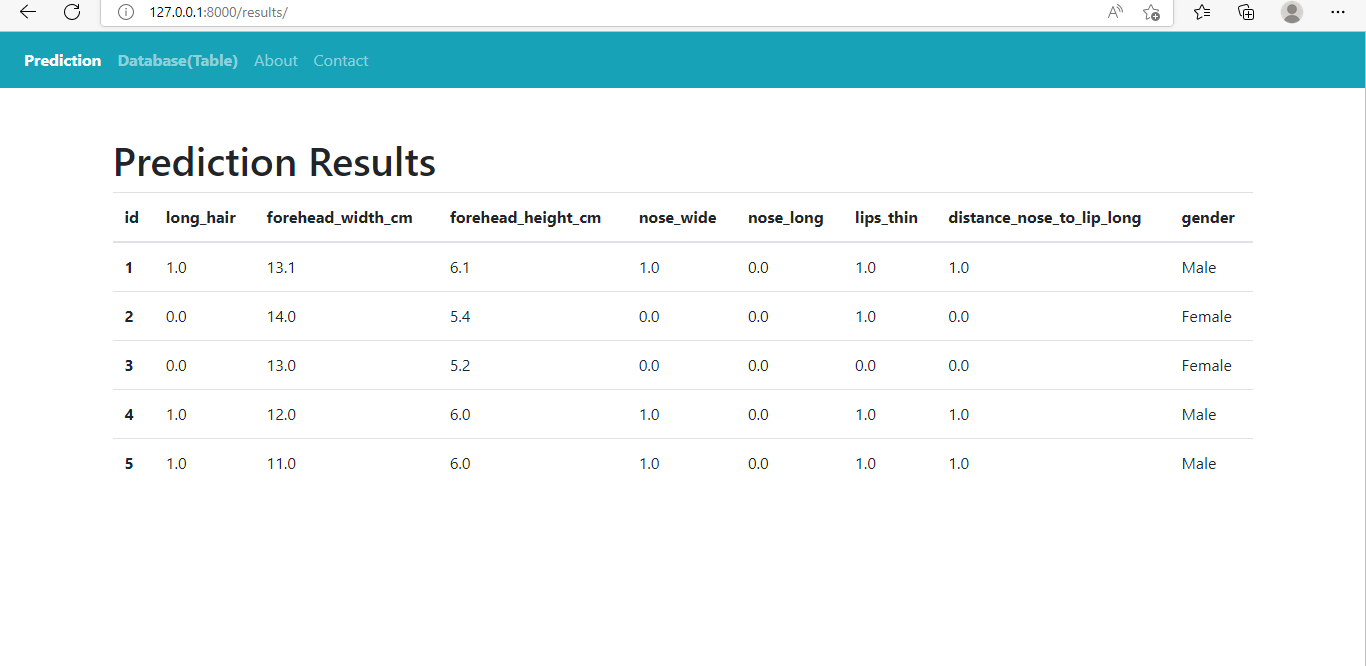 127.0.0.1:8000/results/
Prediction Database(Table) About Contact
Prediction Results
id long_hair forehead_width_cm forehead_height_cm nose_wide nose_long lips_thin distance_nose_to_lip_long gender
1 1.0 13.1 6.1 1.0 0.0 1.0 1.0 Male
2 0.0 14.0 5.4 0.0 0.0 1.0 0.0 Female
3 0.0 13.0 5.2 0.0 0.0 0.0 0.0 Female
4 1.0 12.0 6.0 1.0 0.0 1.0 1.0 Male
5 1.0 11.0 6.0 1.0 0.0 1.0 1.0 Male